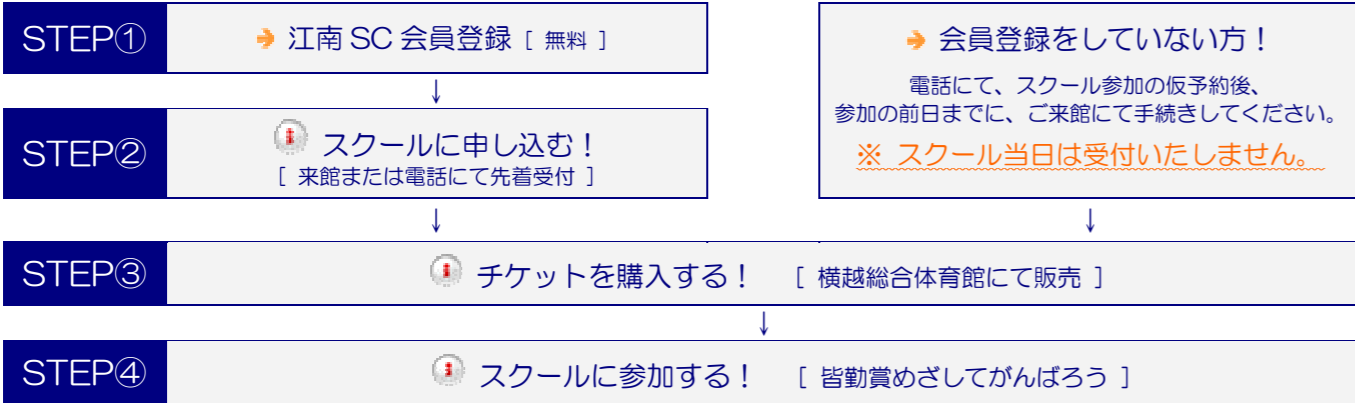 STEP①
江南 SC 会員登録 [ 無料 ]
↓
STEP②
スクールに申し込む!
[ 来館または電話にて先着受付 ]
↓
会員登録をしていない方!
電話にて、スクール参加の仮予約後、
参加の前日までに、ご来館にて手続きしてください。
※ スクール当日は受付いたしません。
↓
STEP③
チケットを購入する! [ 横越総合体育館にて販売 ]
↓
STEP④
スクールに参加する! [ 皆勤賞めざしてがんばろう ]